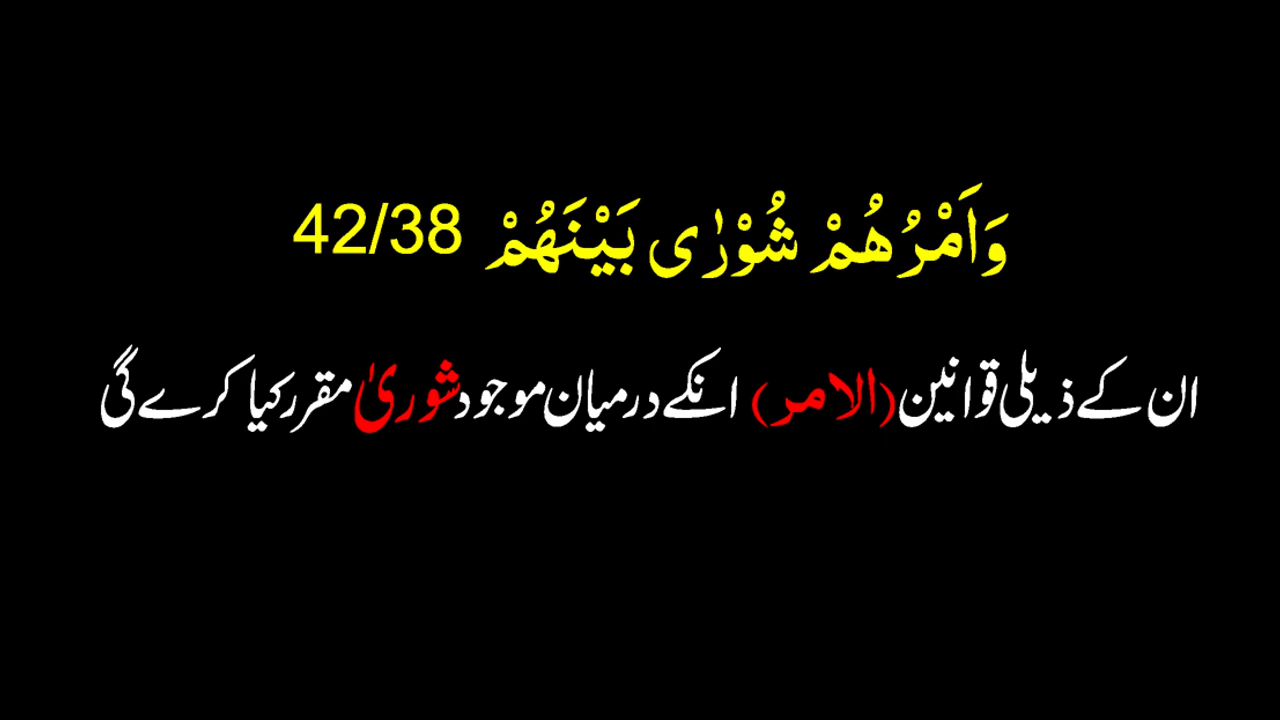 وَاَمْرُهُمْ شُوْرٰى بَيْنَهُمْ 42/38
ان کے ذیلی قوانین (الامر) انکے درمیان موجود شوریٰ مقرر کیا کرے گی